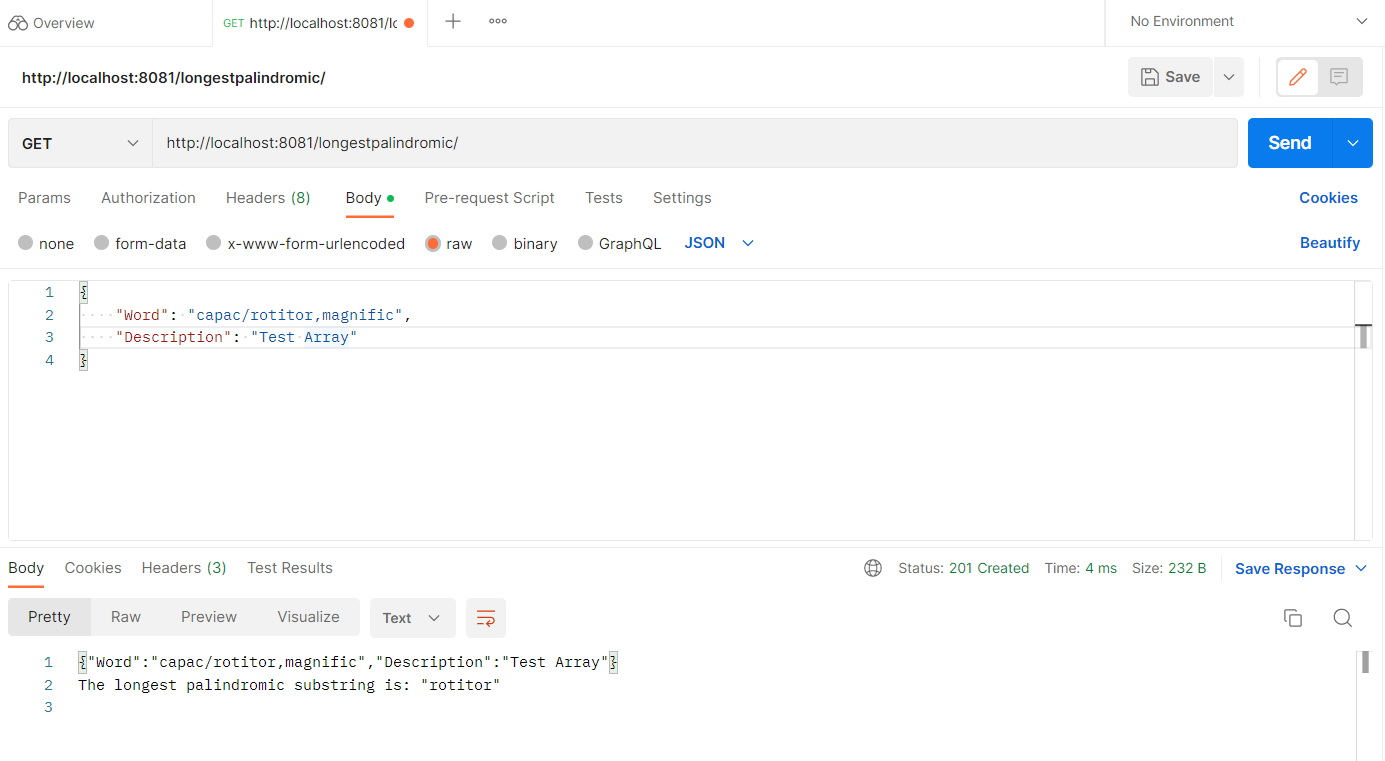 Overview
GET http://localhost:8081/lc
No Environment
http://localhost:8081/longestpalindromic/
Save
GET
http://localhost:8081/longestpalindromic/
Send
Params Authorization Headers (8) Body Pre-request Script Tests Settings Cookies
none form-data x-www-form-urlencoded raw binary GraphQL JSON Beautify
1 {
2 "Word": "capac/rotitor,magnific",
3 "Description": "Test Array"
4 }
Body Cookies Headers (3) Test Results Status: 201 Created Time: 4 ms Size: 232 B Save Response
Pretty Raw Preview Visualize Text
1 {"Word":"capac/rotitor,magnific","Description":"Test Array"}
2 The longest palindromic substring is: "rotitor"
3